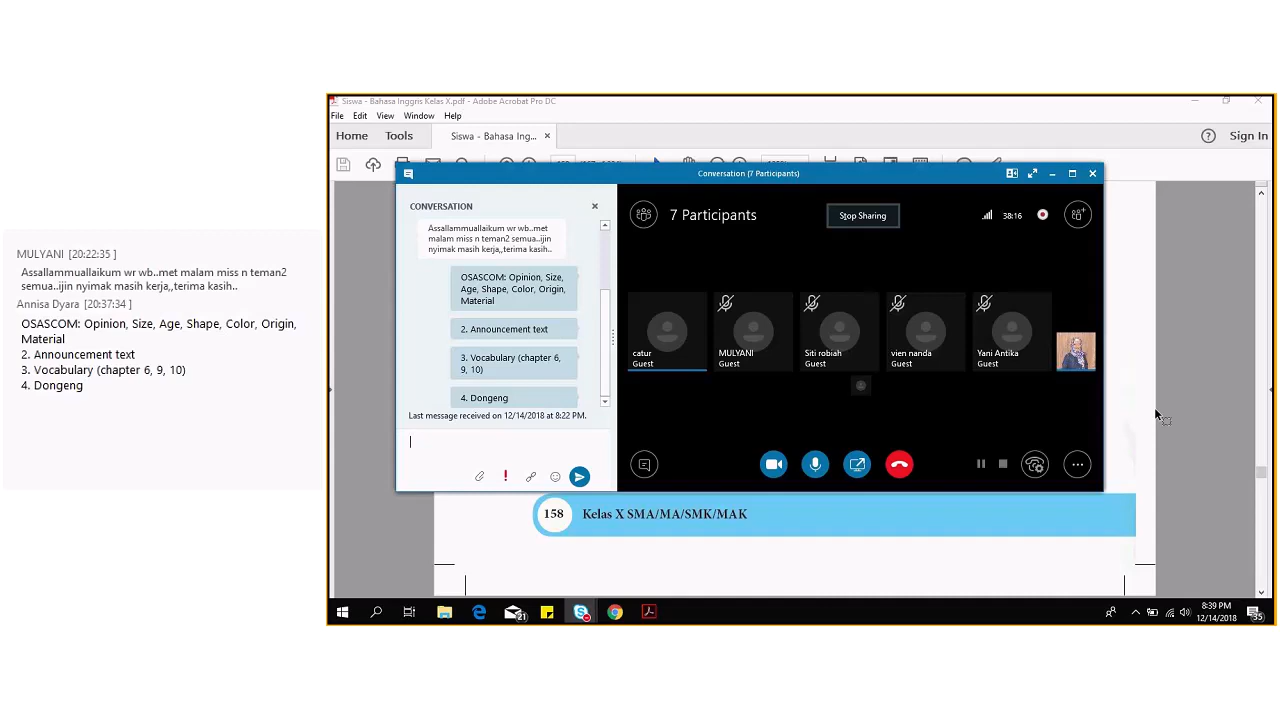 MULYANI [20:22:35]
Assallammuallaikum wr wb..met malam miss n teman2
semua..ijin nyimak masih kerja,,terima kasih..
Annisa Dyara [20:37:34]
OSASCOM: Opinion, Size, Age, Shape, Color, Origin,
Material
2. Announcement text
3. Vocabulary (chapter 6, 9, 10)
4. Dongeng
Siswa - Bahasa Inggris Kelas X.pdf - Adobe Acrobat Pro DC
File Edit View Window Help
Home Tools Siswa - Bahasa Ing... × Sign In
Conversation (7 Participants)
CONVERSATION
Assallammuallaikum wr wb..met
malam miss n teman2 semua..ijin
nyimak masih kerja,,terima kasih..
OSASCOM: Opinion, Size,
Age, Shape, Color, Origin,
Material
2. Announcement text
3. Vocabulary (chapter 6,
9, 10)
4. Dongeng
Last message received on 12/14/2018 at 8:22 PM.
7 Participants
Stop Sharing
38:16
catur
Guest
MULYANI
Guest
Siti robiah
Guest
vien nanda
Guest
Yani Antika
Guest
158 Kelas X SMA/MA/SMK/MAK
21
8:39 PM
12/14/2018
35